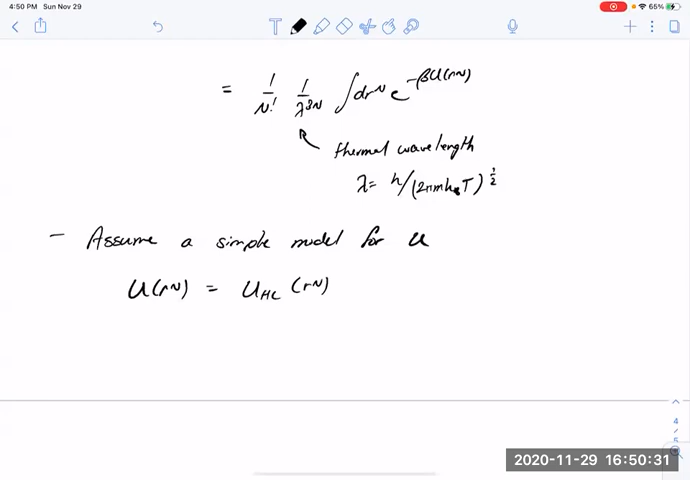 4:50 PM Sun Nov 29
65%
= 1/N! 1/λ^3N ∫dr^N e^-βU(r^N)
thermal wavelength
λ = h/(2πmk_BT)^1/2
- Assume a simple model for U
U(r^N) = U_HC (r^N)
4
/
5
2020-11-29 16:50:31